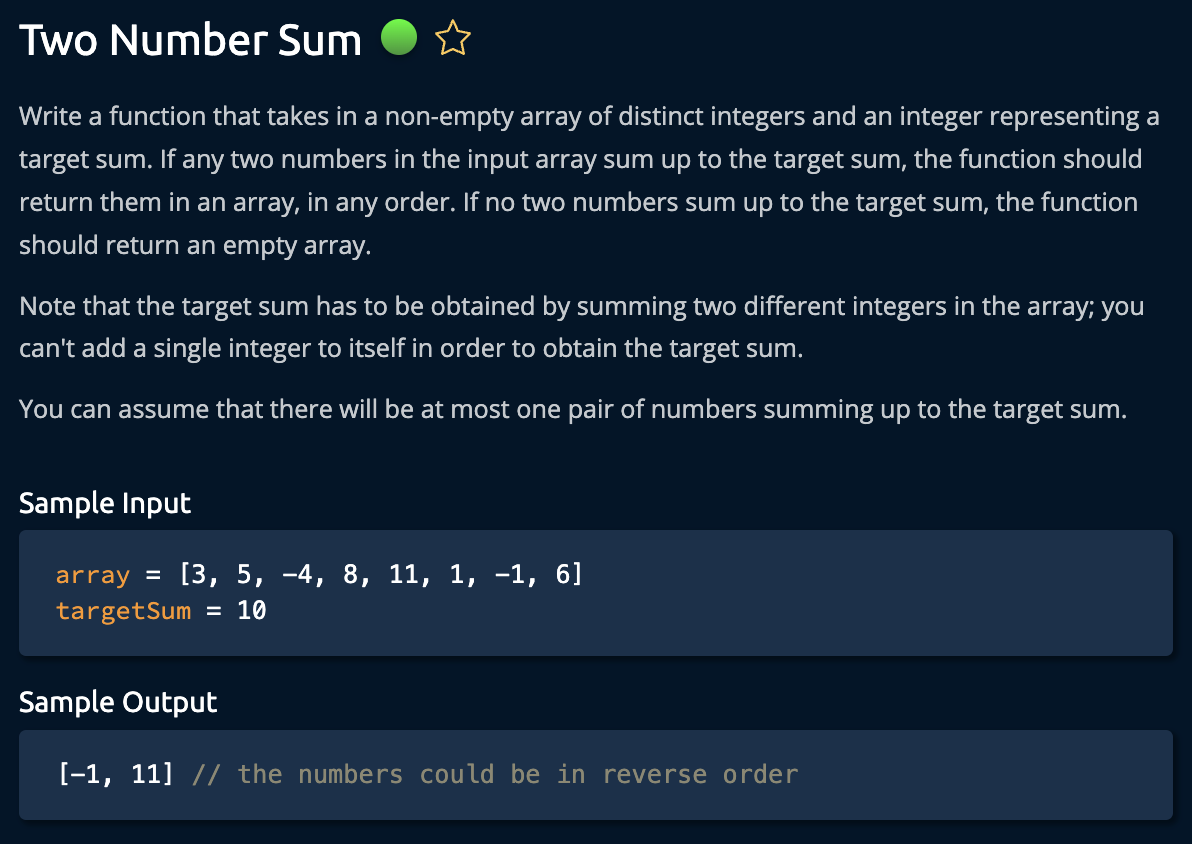 Two Number Sum
Write a function that takes in a non-empty array of distinct integers and an integer representing a
target sum. If any two numbers in the input array sum up to the target sum, the function should
return them in an array, in any order. If no two numbers sum up to the target sum, the function
should return an empty array.
Note that the target sum has to be obtained by summing two different integers in the array; you
can't add a single integer to itself in order to obtain the target sum.
You can assume that there will be at most one pair of numbers summing up to the target sum.
Sample Input
array = [3, 5, -4, 8, 11, 1, -1, 6]
targetSum = 10
Sample Output
[-1, 11] // the numbers could be in reverse order